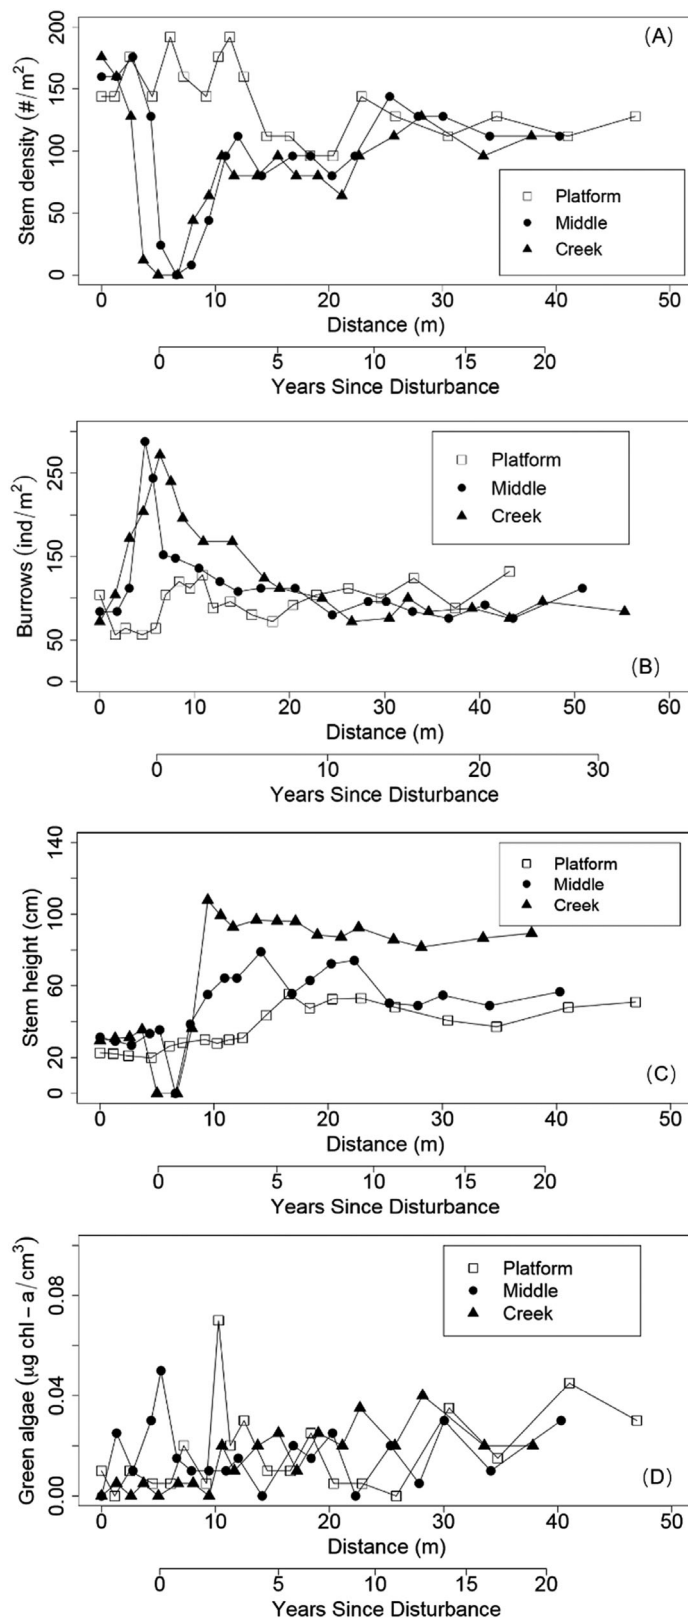 (A)
Stem density (#/m²)
200
150
100
50
0
Platform
Middle
Creek
0 10 20 30 40 50
Distance (m)
0 5 10 15 20
Years Since Disturbance
Burrows (ind/m²)
250
150
50
0
Platform
Middle
Creek
(B)
0 10 20 30 40 50 60
Distance (m)
0 10 20 30
Years Since Disturbance
Stem height (cm)
140
100
60
20
0
Platform
Middle
Creek
(C)
0 10 20 30 40 50
Distance (m)
0 5 10 15 20
Years Since Disturbance
Green algae (µg chl − a/cm³)
0.08
0.04
0.00
Platform
Middle
Creek
(D)
0 10 20 30 40 50
Distance (m)
0 5 10 15 20
Years Since Disturbance